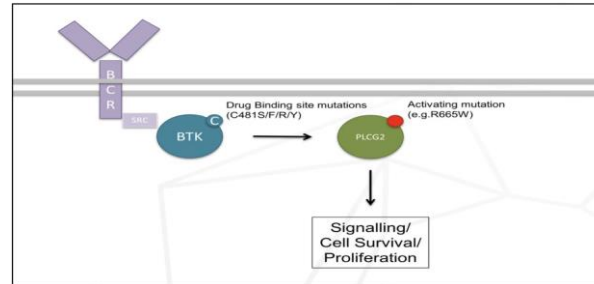 B
C
R
SRC
BTK
C
Drug Binding site mutations
(C481S/F/R/Y)
PLCG2
Activating mutation
(e.g.R665W)
Signalling/
Cell Survival/
Proliferation